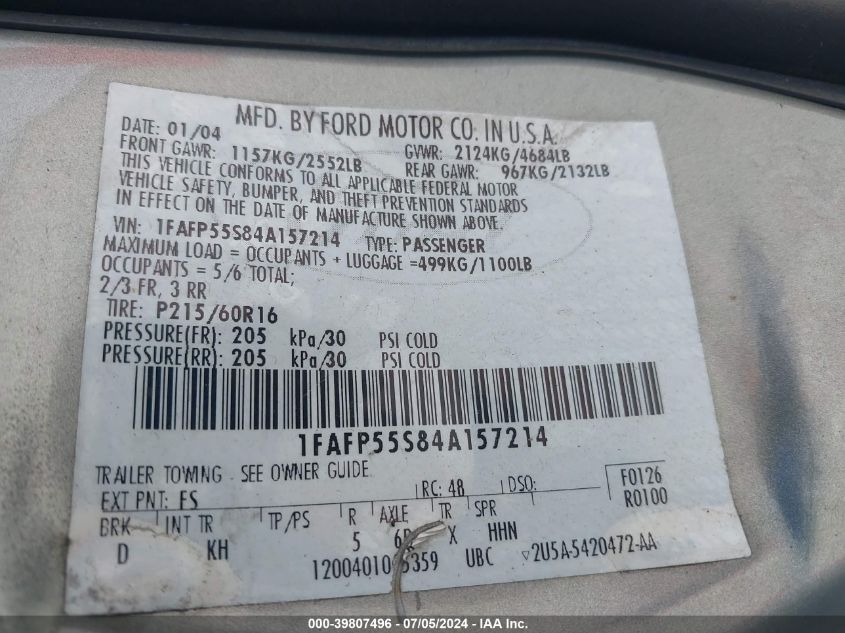 MFD. BY FORD MOTOR CO. IN U.S.A.
DATE: 01/04 GVWR: 2124KG/4684LB
FRONT GAWR: 1157KG/2552LB REAR GAWR: 967KG/2132LB
THIS VEHICLE CONFORMS TO ALL APPLICABLE FEDERAL MOTOR
VEHICLE SAFETY, BUMPER, AND THEFT PREVENTION STANDARDS
IN EFFECT ON THE DATE OF MANUFACTURE SHOWN ABOVE.
VIN: 1FAFP55S84A157214 TYPE: PASSENGER
MAXIMUM LOAD = OCCUPANTS + LUGGAGE =499KG/1100LB
OCCUPANTS = 5/6 TOTAL;
2/3 FR, 3 RR
TIRE: P215/60R16
PRESSURE(FR): 205 kPa/30 PSI COLD
PRESSURE(RR): 205 kPa/30 PSI COLD
1FAFP55S84A157214
TRAILER TOWING - SEE OWNER GUIDE
EXT PNT: FS RC: 48 DSO: F0126
R0100
BRK INT TR TP/PS R AXLE TR SPR
D KH 5 X HHN
UBC ▽2U5A-5420472-AA
000-39807496 - 07/05/2024 - IAA Inc.